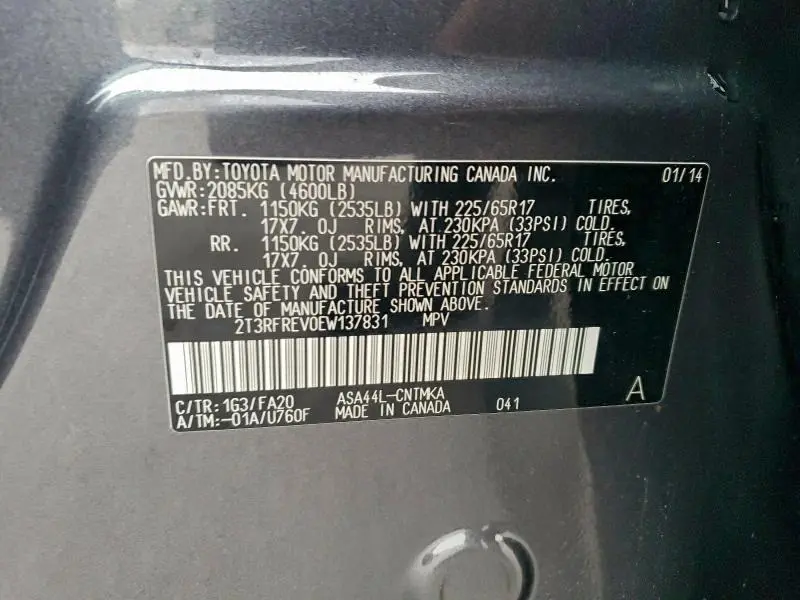 MFD.BY:TOYOTA MOTOR MANUFACTURING CANADA INC. 01/14
GVWR:2085KG (4600LB)
GAWR:FRT. 1150KG (2535LB) WITH 225/65R17 TIRES,
17X7. 0J RIMS, AT 230KPA (33PSI) COLD.
RR. 1150KG (2535LB) WITH 225/65R17 TIRES,
17X7. 0J RIMS, AT 230KPA (33PSI) COLD.
THIS VEHICLE CONFORMS TO ALL APPLICABLE FEDERAL MOTOR
VEHICLE SAFETY AND THEFT PREVENTION STANDARDS IN EFFECT ON
THE DATE OF MANUFACTURE SHOWN ABOVE.
2T3RFREV0EW137831 MPV
C/TR:1G3/FA20 ASA44L-CNTMKA 041 A
A/TM:-01A/U760F MADE IN CANADA